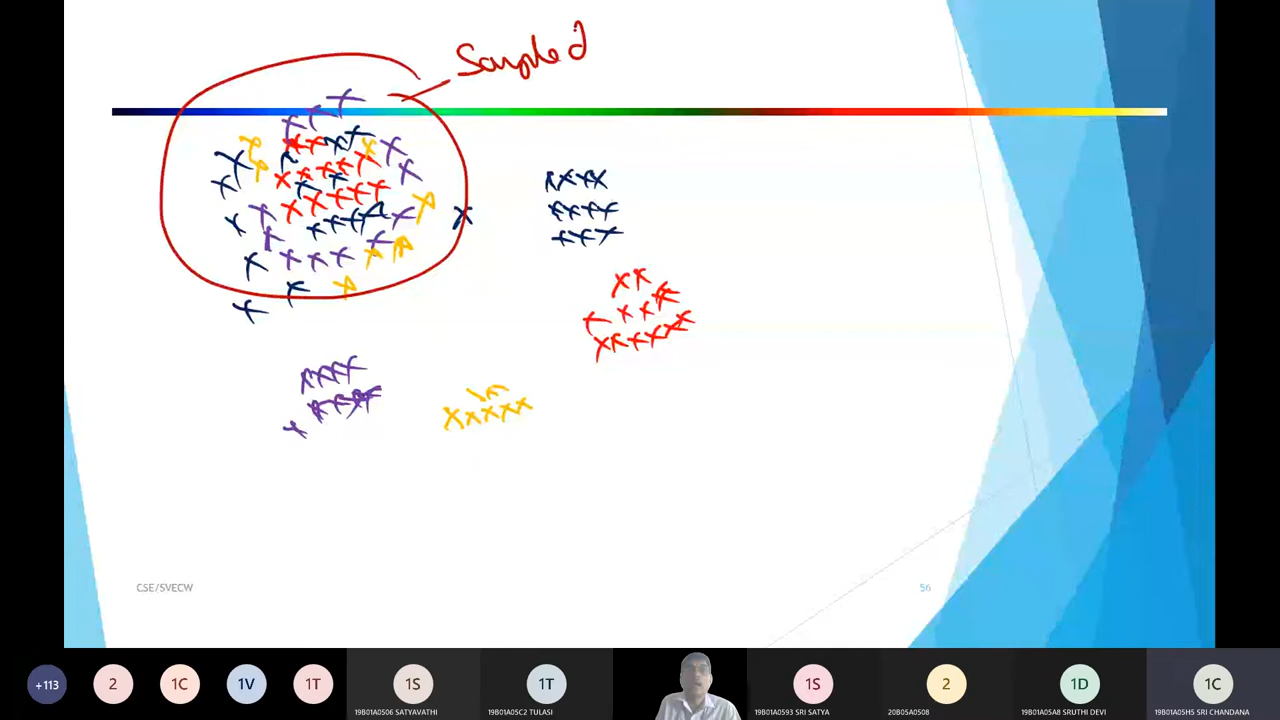 Sampled
CSE/SVECW
56
+113
2
1C
1V
1T
1S
1T
1S
2
1D
1C
19B01A0506 SATYAVATHI
19B01A05C2 TULASI
19B01A0593 SRI SATYA
20B05A0508
19B01A05A8 SRUTHI DEVI
19B01A05H5 SRI CHANDANA